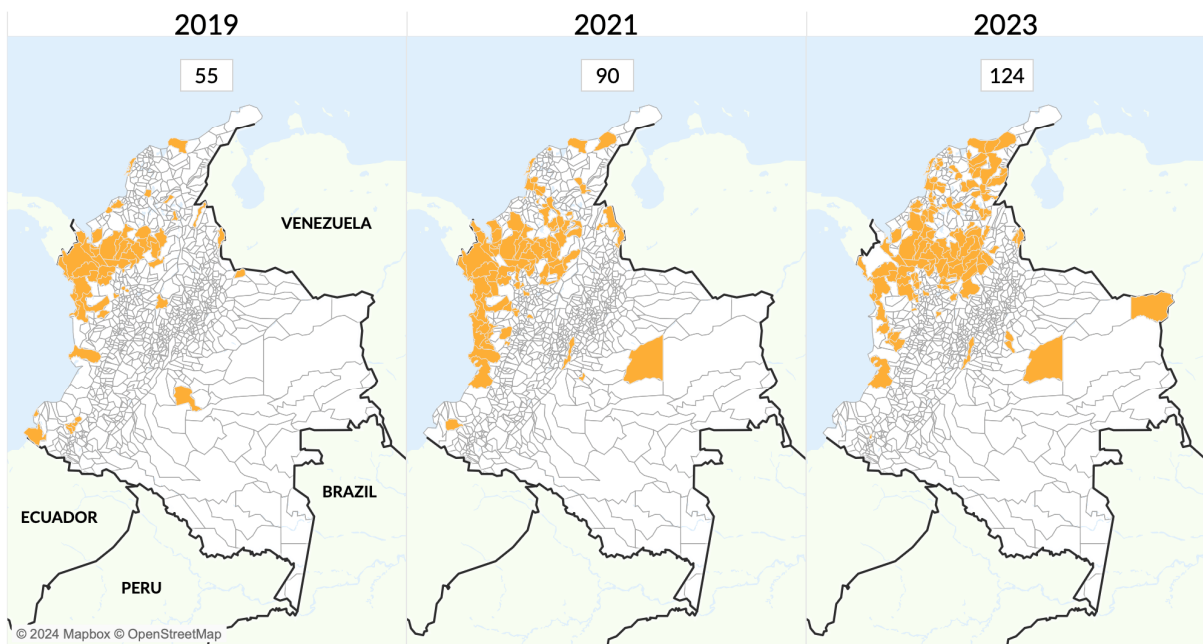 2019
2021
2023
55
90
124
VENEZUELA
BRAZIL
ECUADOR
PERU
© 2024 Mapbox © OpenStreetMap